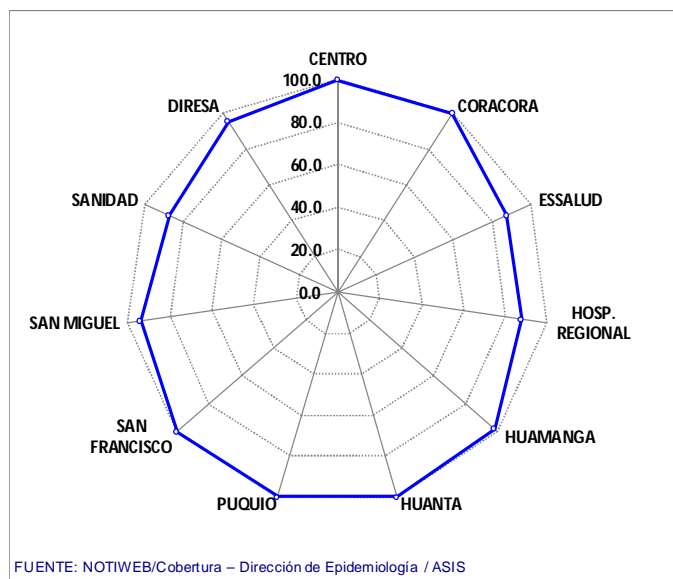 CENTRO
100.0
DIRESA
CORACORA
80.0
60.0
SANIDAD
ESSALUD
40.0
20.0
0.0
SAN MIGUEL
HOSP.
REGIONAL
SAN
FRANCISCO
HUAMANGA
PUQUIO
HUANTA
FUENTE: NOTIWEB/Cobertura – Dirección de Epidemiología / ASIS